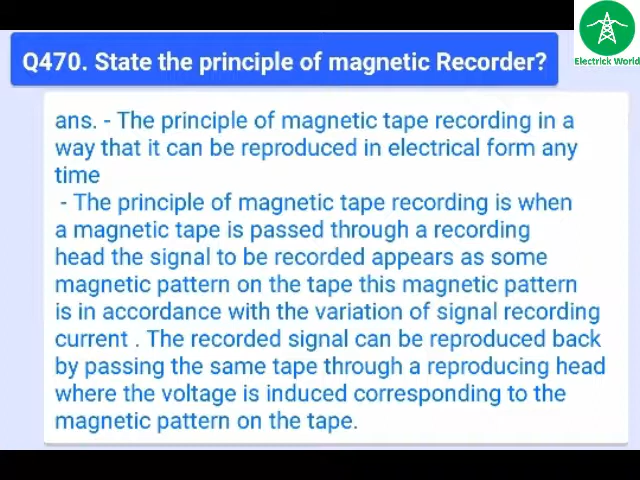 Q470. State the principle of magnetic Recorder?
Electrick World
ans. - The principle of magnetic tape recording in a
way that it can be reproduced in electrical form any
time
- The principle of magnetic tape recording is when
a magnetic tape is passed through a recording
head the signal to be recorded appears as some
magnetic pattern on the tape this magnetic pattern
is in accordance with the variation of signal recording
current . The recorded signal can be reproduced back
by passing the same tape through a reproducing head
where the voltage is induced corresponding to the
magnetic pattern on the tape.